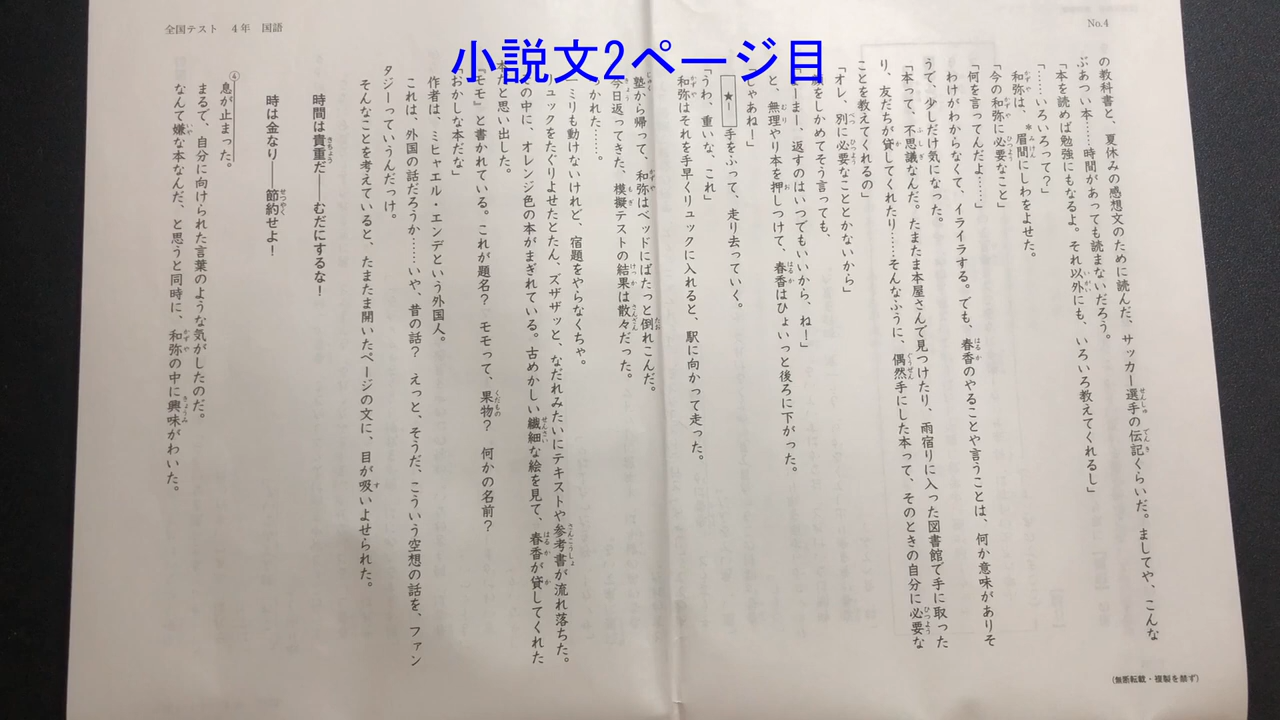 全国テスト　4年　国語
No.4
小説文2ページ目
の教科書と、夏休みの感想文のために読んだ、サッカー選手の伝記くらいだ。ましてや、こんな
ぶあつい本……時間があっても読まないだろう。
「本を読めば勉強にもなるよ。それ以外にも、いろいろ教えてくれるし」
「……いろいろって？」
和弥は、*眉間にしわをよせた。
「今の和弥に必要なこと」
「何を言ってんだよ……」
わけがわからなくて、イライラする。でも、春香のやることや言うことは、何か意味がありそ
うで、少しだけ気になった。
「本って、不思議なんだ。たまたま本屋さんで見つけたり、雨宿りに入った図書館で手に取った
り、友だちが貸してくれたり……そんなふうに、偶然手にした本って、そのときの自分に必要な
ことを教えてくれるの」
「オレ、別に必要なこととかないから」
顔をしかめてそう言っても、
「まーまー、返すのはいつでもいいから、ねー」
と、無理やり本を押しつけて、春香はひょいっと後ろに下がった。
「じゃあねー」
★ 手をふって、走り去っていく。
「うわ、重いな、これ」
和弥はそれを手早くリュックに入れると、駅に向かって走った。
塾から帰って、和弥はベッドにばたっと倒れこんだ。
今日返ってきた、模擬テストの結果は散々だった。
つかれた……。
一ミリも動けないけれど、宿題をやらなくちゃ。
リュックをたぐりよせたとたん、ズザザッと、なだれみたいにテキストや参考書が流れ落ちた。
その中に、オレンジ色の本がまぎれている。古めかしい繊細な絵を見て、春香が貸してくれた
本だと思い出した。
『モモ』と書かれている。これが題名？　モモって、果物？　何かの名前？
「おかしな本だな」
作者は、ミヒャエル・エンデという外国人。
これは、外国の話だろうか……いや、昔の話？　えっと、そうだ、こういう空想の話を、ファン
タジーっていうんだっけ。
そんなことを考えていると、たまたま開いたページの文に、目が吸いよせられた。
時間は貴重だ――むだにするな！
時は金なり――節約せよ！
④息が止まった。
まるで、自分に向けられた言葉のような気がしたのだ。
なんて嫌な本なんだ、と思うと同時に、和弥の中に興味がわいた。
(無断転載・複製を禁ず)